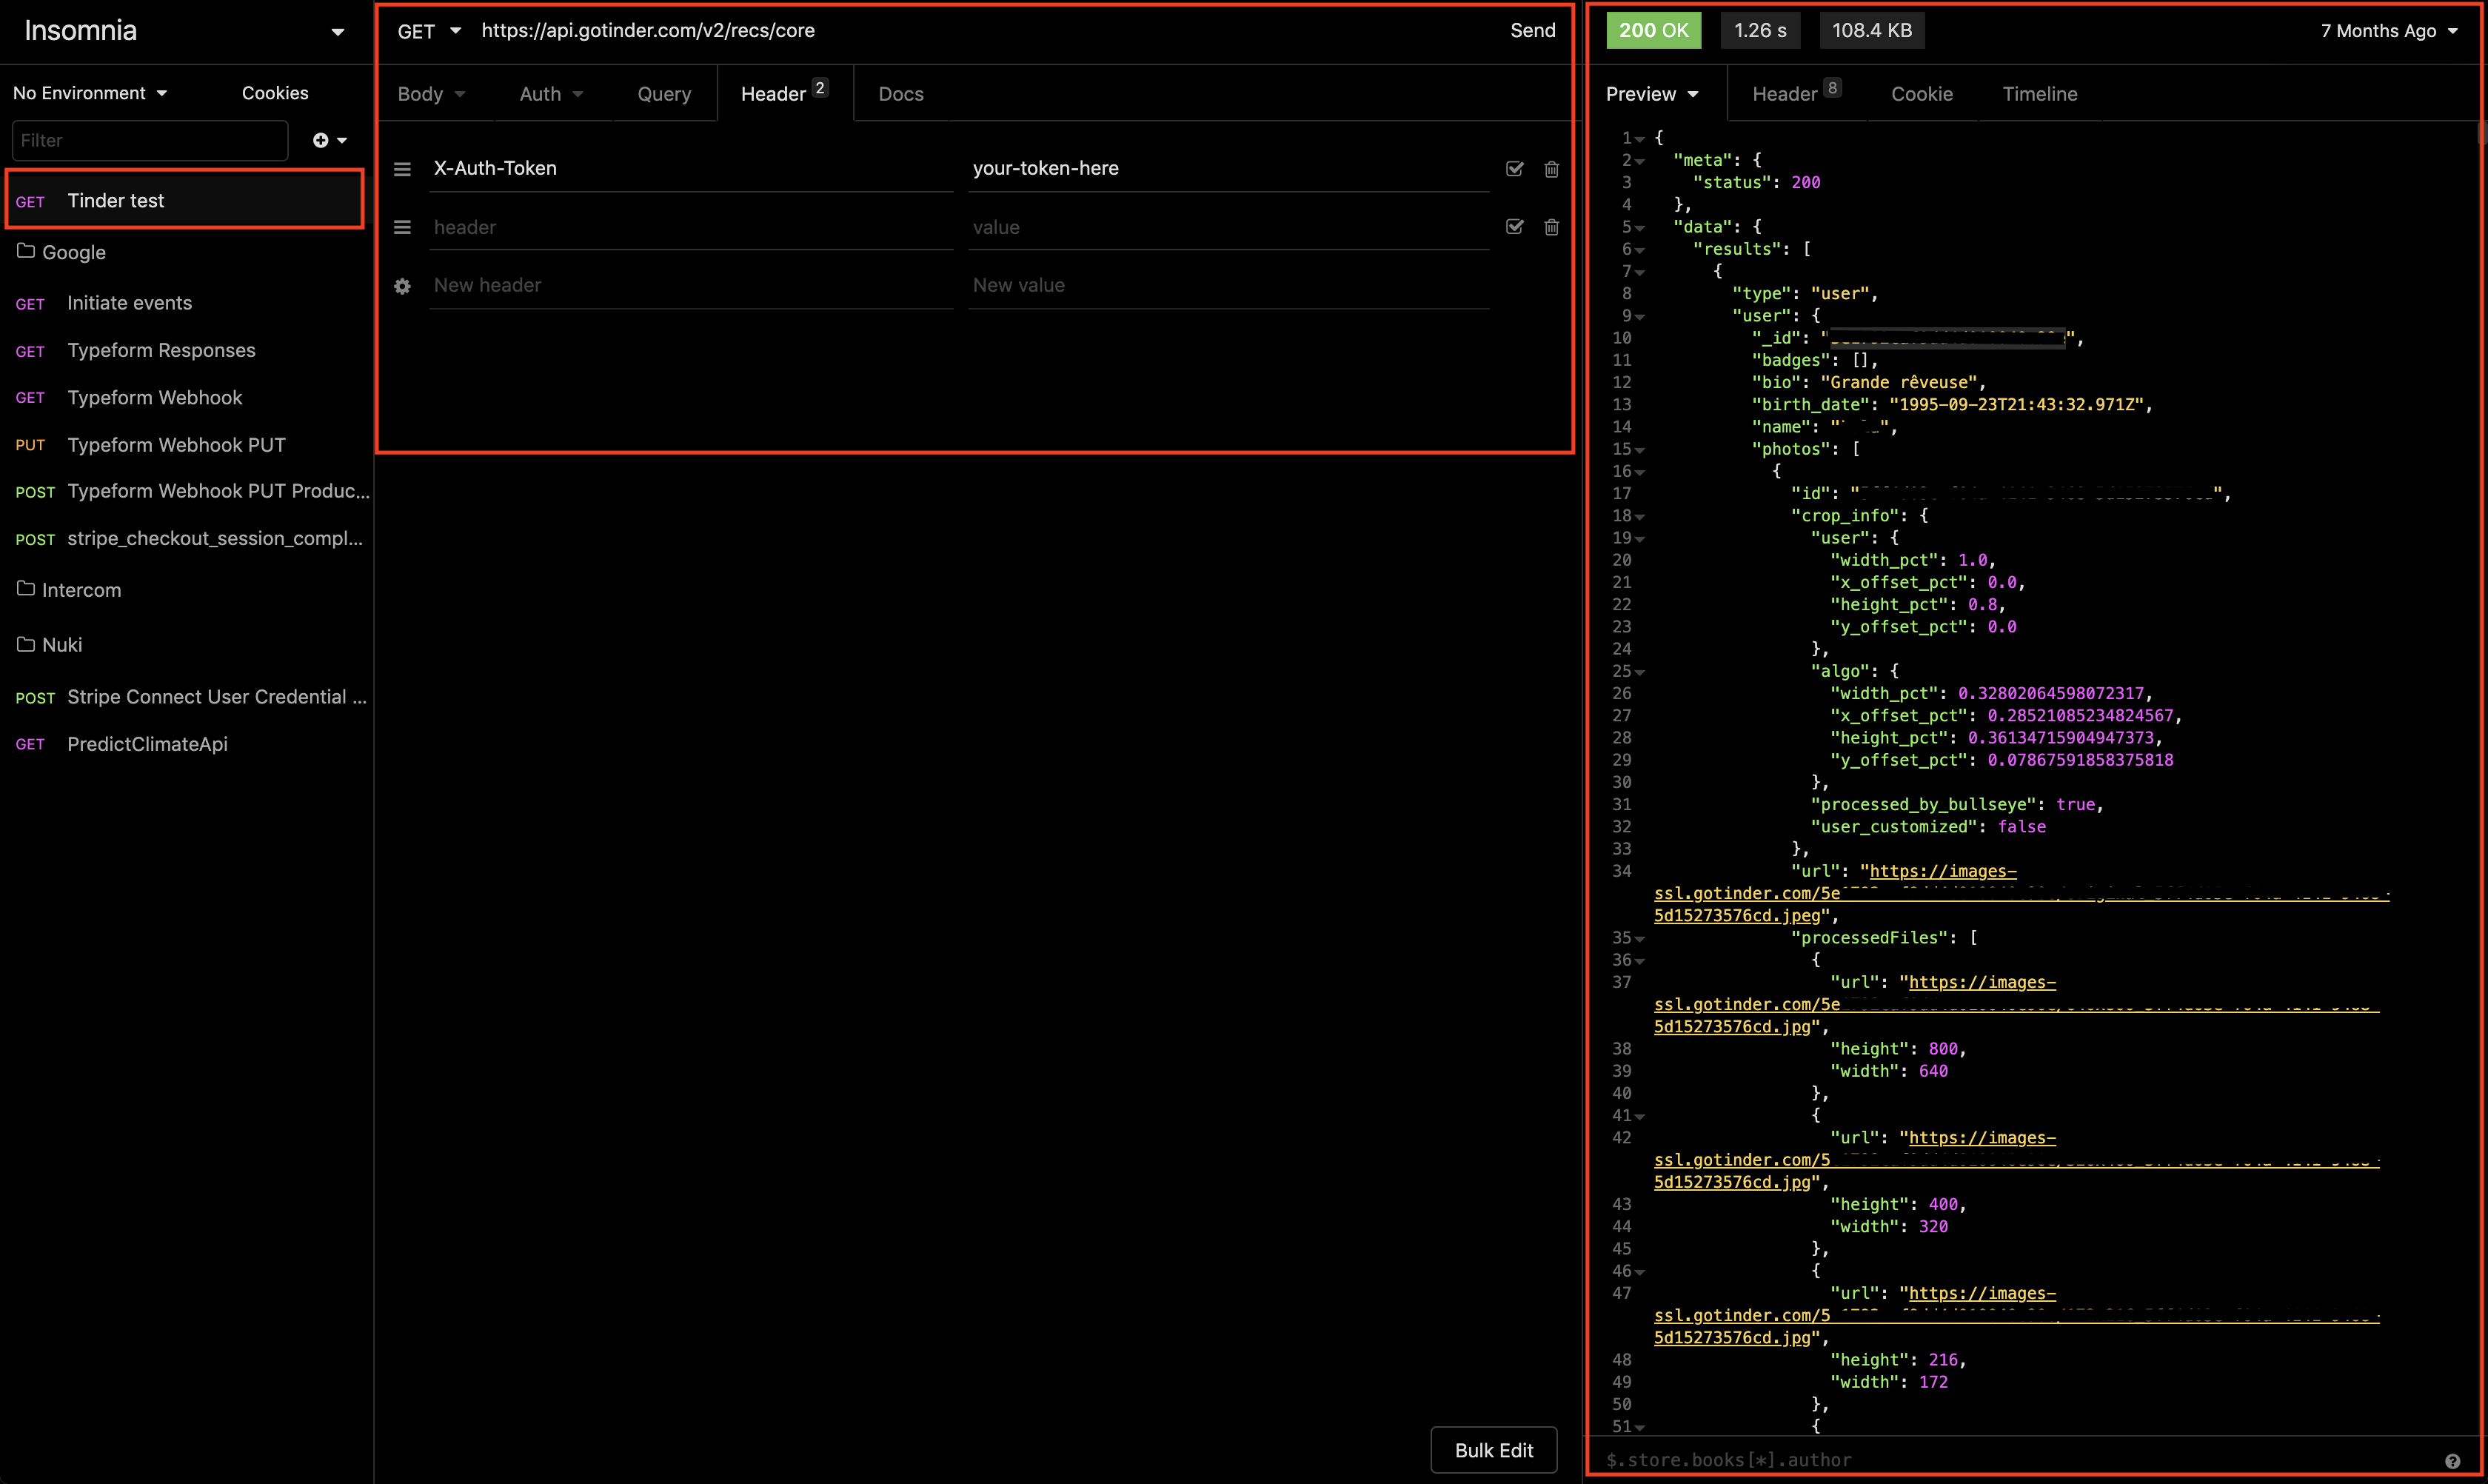 Insomnia
No Environment
Cookies
Filter
GET Tinder test
Google
GET Initiate events
GET Typeform Responses
GET Typeform Webhook
PUT Typeform Webhook PUT
POST Typeform Webhook PUT Produc...
POST stripe_checkout_session_compl...
Intercom
Nuki
POST Stripe Connect User Credential ...
GET PredictClimateApi
GET https://api.gotinder.com/v2/recs/core Send
Body Auth Query Header 2 Docs
X-Auth-Token your-token-here
header value
New header New value
Bulk Edit
200 OK 1.26 s 108.4 KB 7 Months Ago
Preview Header 8 Cookie Timeline
1 {
2 "meta": {
3 "status": 200
4 },
5 "data": {
6 "results": [
7 {
8 "type": "user",
9 "user": {
10 "_id": "",
11 "badges": [],
12 "bio": "Grande rêveuse",
13 "birth_date": "1995-09-23T21:43:32.971Z",
14 "name": "",
15 "photos": [
16 {
17 "id": "",
18 "crop_info": {
19 "user": {
20 "width_pct": 1.0,
21 "x_offset_pct": 0.0,
22 "height_pct": 0.8,
23 "y_offset_pct": 0.0
24 },
25 "algo": {
26 "width_pct": 0.32802064598072317,
27 "x_offset_pct": 0.28521085234824567,
28 "height_pct": 0.36134715904947373,
29 "y_offset_pct": 0.07867591858375818
30 },
31 "processed_by_bullseye": true,
32 "user_customized": false
33 },
34 "url": "https://images-
ssl.gotinder.com/5e
5d15273576cd.jpeg",
35 "processedFiles": [
36 {
37 "url": "https://images-
ssl.gotinder.com/5e
5d15273576cd.jpg",
38 "height": 800,
39 "width": 640
40 },
41 {
42 "url": "https://images-
ssl.gotinder.com/5
5d15273576cd.jpg",
43 "height": 400,
44 "width": 320
45 },
46 {
47 "url": "https://images-
ssl.gotinder.com/5
5d15273576cd.jpg",
48 "height": 216,
49 "width": 172
50 },
51 {
$.store.books[*].author